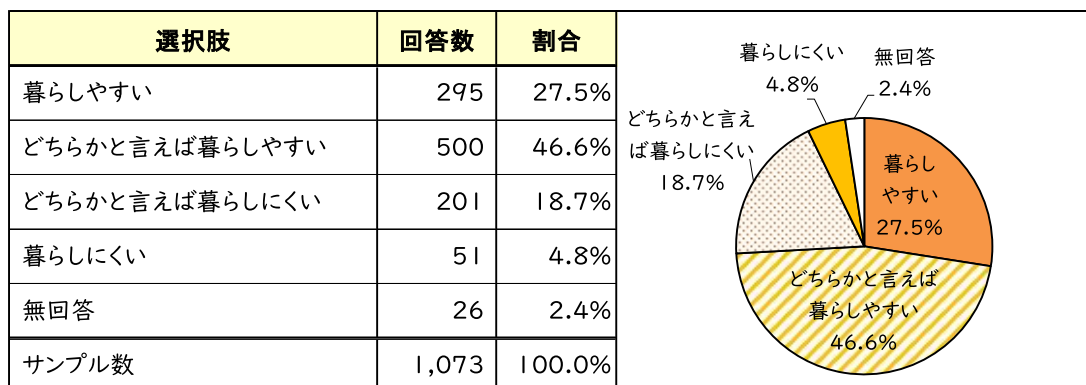 選択肢 回答数 割合
暮らしやすい 295 27.5%
どちらかと言えば暮らしやすい 500 46.6%
どちらかと言えば暮らしにくい 201 18.7%
暮らしにくい 51 4.8%
無回答 26 2.4%
サンプル数 1,073 100.0%
暮らしにくい
4.8%
無回答
2.4%
どちらかと言え
ば暮らしにくい
18.7%
暮らし
やすい
27.5%
どちらかと言えば
暮らしやすい
46.6%